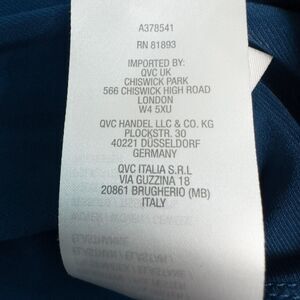 A378541
RN 81893
IMPORTED BY:
QVC UK
CHISWICK PARK
566 CHISWICK HIGH ROAD
LONDON
W4 5XU
QVC HANDEL LLC & CO. KG
PLOCKSTR. 30
40221 DÜSSELDORF
GERMANY
QVC ITALIA S.R.L
VIA GUZZINA 18
20861 BRUGHERIO (MB)
ITALY